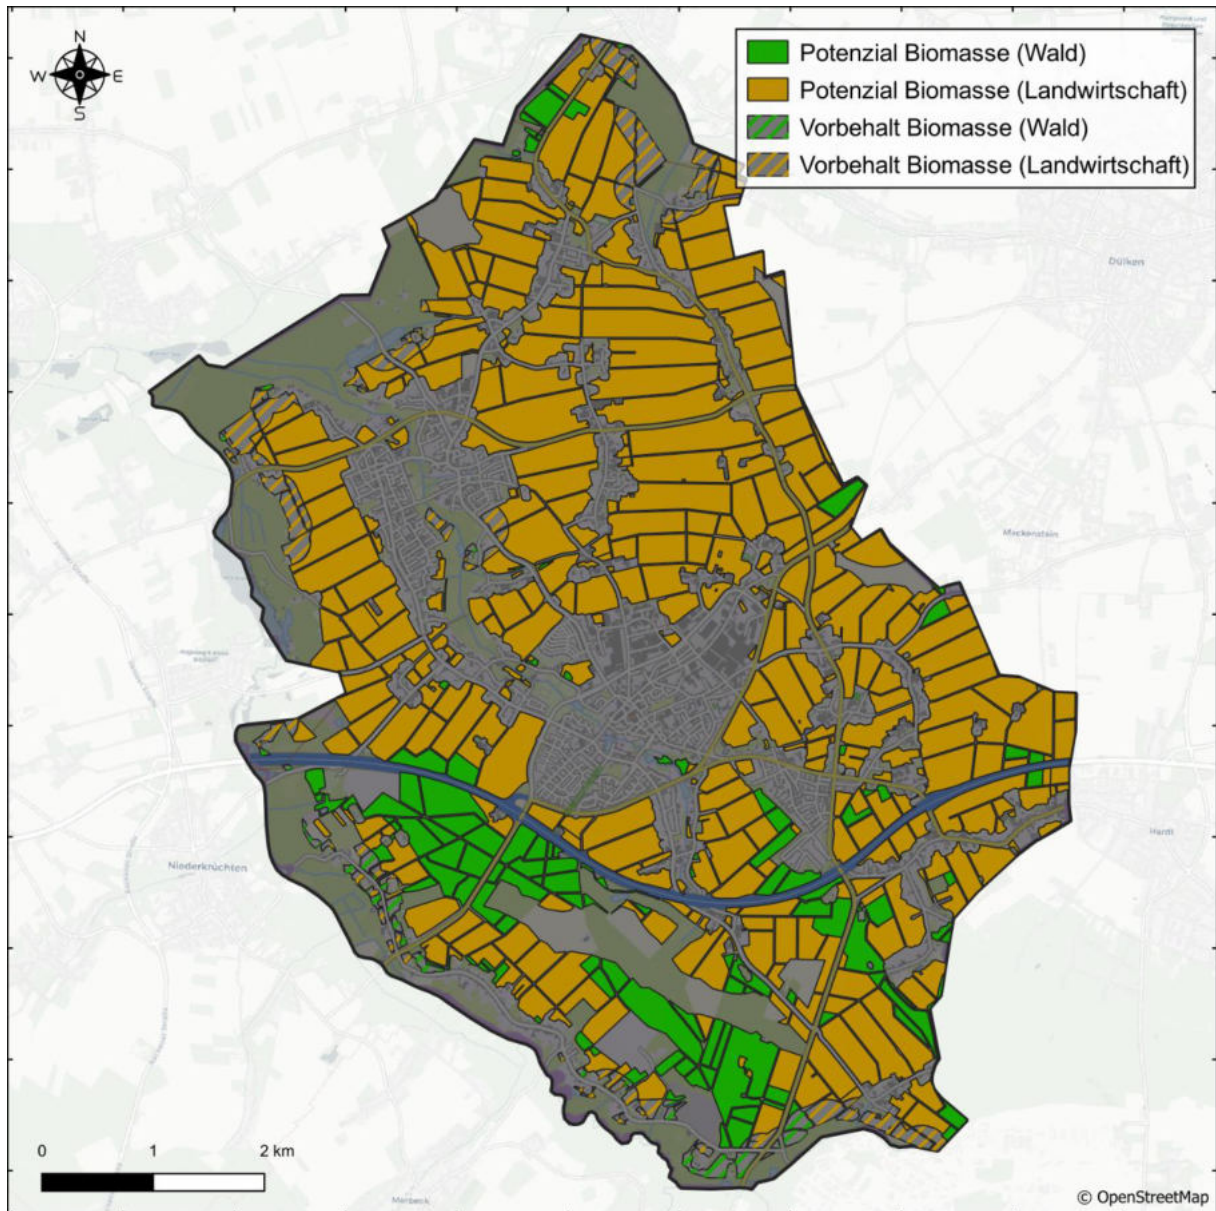 N
W
E
S
Potenzial Biomasse (Wald)
Potenzial Biomasse (Landwirtschaft)
Vorbehalt Biomasse (Wald)
Vorbehalt Biomasse (Landwirtschaft)
Dülken
Mackenstein
Hardt
Niederkrüchten
0
1
2 km
Merbeck
© OpenStreetMap